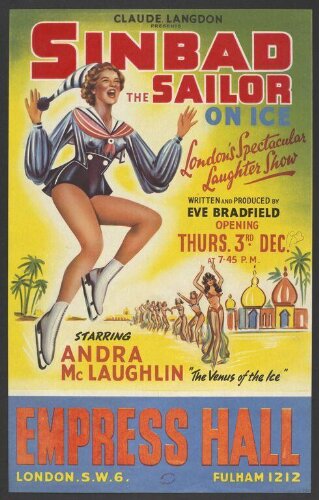 CLAUDE LANGDON
PRESENTS
SINBAD
THE SAILOR
ON ICE
London's Spectacular
Laughter Show
WRITTEN AND PRODUCED BY
EVE BRADFIELD
OPENING
THURS. 3RD DEC.
AT 7-45 P.M.
STARRING
ANDRA
McLAUGHLIN "The Venus of the Ice"
EMPRESS HALL
LONDON. S.W.6. FULHAM 1212